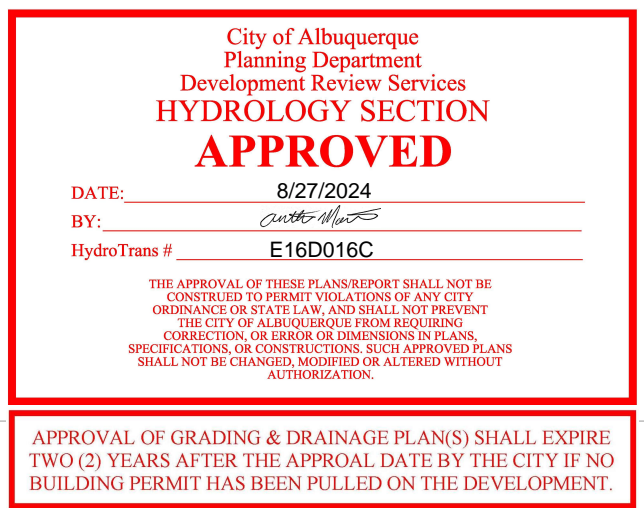 City of Albuquerque
Planning Department
Development Review Services
HYDROLOGY SECTION
APPROVED
DATE: 8/27/2024
BY:
HydroTrans # E16D016C
THE APPROVAL OF THESE PLANS/REPORT SHALL NOT BE
CONSTRUED TO PERMIT VIOLATIONS OF ANY CITY
ORDINANCE OR STATE LAW, AND SHALL NOT PREVENT
THE CITY OF ALBUQUERQUE FROM REQUIRING
CORRECTION, OR ERROR OR DIMENSIONS IN PLANS,
SPECIFICATIONS, OR CONSTRUCTIONS. SUCH APPROVED PLANS
SHALL NOT BE CHANGED, MODIFIED OR ALTERED WITHOUT
AUTHORIZATION.
APPROVAL OF GRADING & DRAINAGE PLAN(S) SHALL EXPIRE
TWO (2) YEARS AFTER THE APPROAL DATE BY THE CITY IF NO
BUILDING PERMIT HAS BEEN PULLED ON THE DEVELOPMENT.